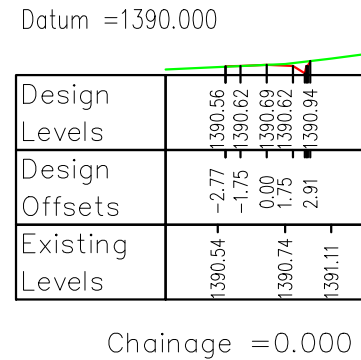 Datum =1390.000
Design Levels
1390.56 1390.62 1390.69 1390.62 1390.94
Design Offsets
-2.77 -1.75 0.00 1.75 2.91
Existing Levels
1390.54 1390.74 1391.11
Chainage =0.000